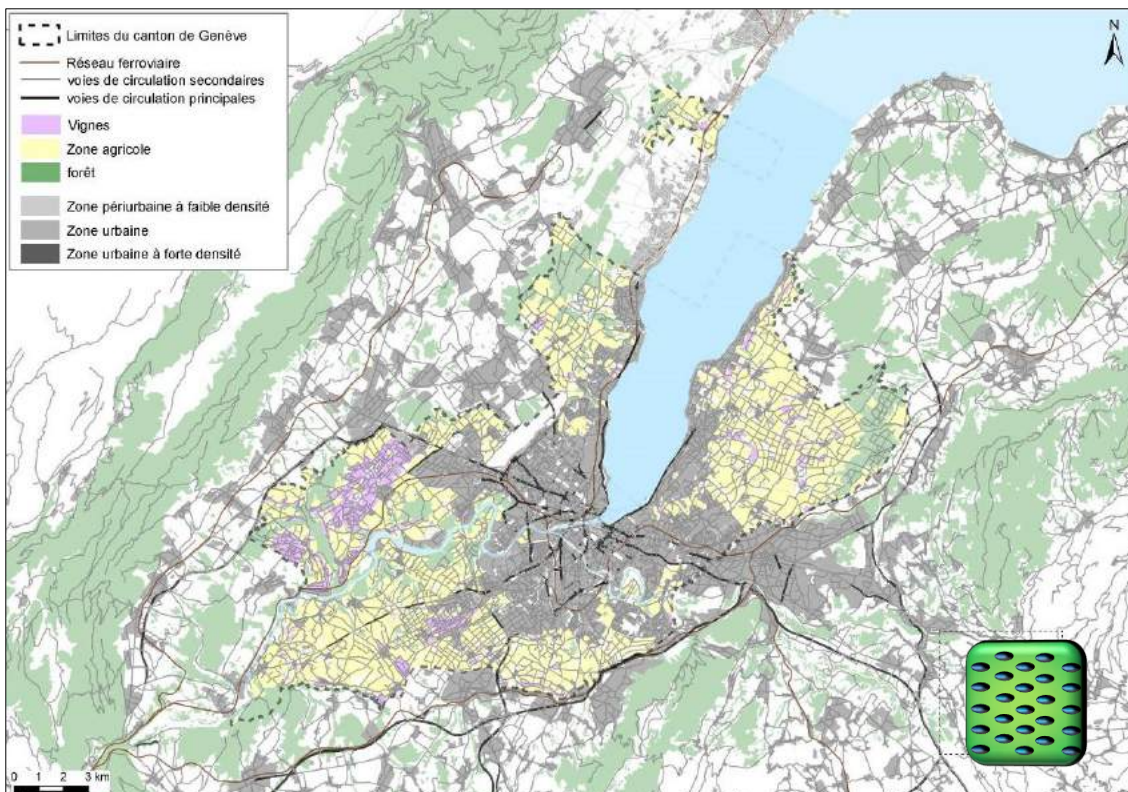 Limites du canton de Genève
Réseau ferroviaire
voies de circulation secondaires
voies de circulation principales
Vignes
Zone agricole
forêt
Zone périurbaine à faible densité
Zone urbaine
Zone urbaine à forte densité
N
0 1 2 3 km